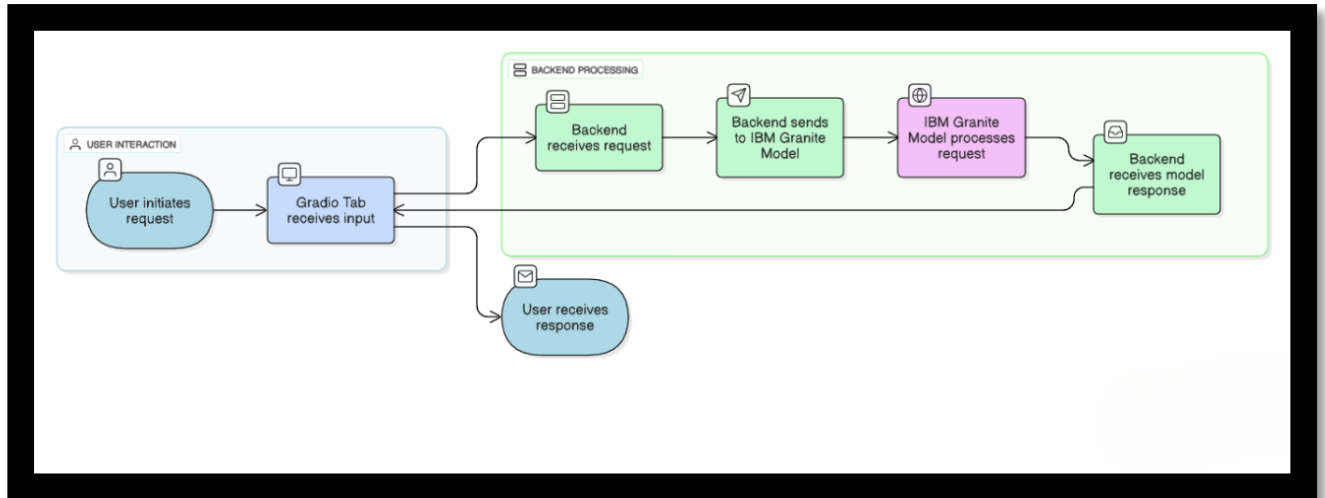 BACKEND PROCESSING
Backend
receives request
Backend sends
to IBM Granite
Model
IBM Granite
Model processes
request
Backend
receives model
response
USER INTERACTION
User initiates
request
Gradio Tab
receives input
User receives
response